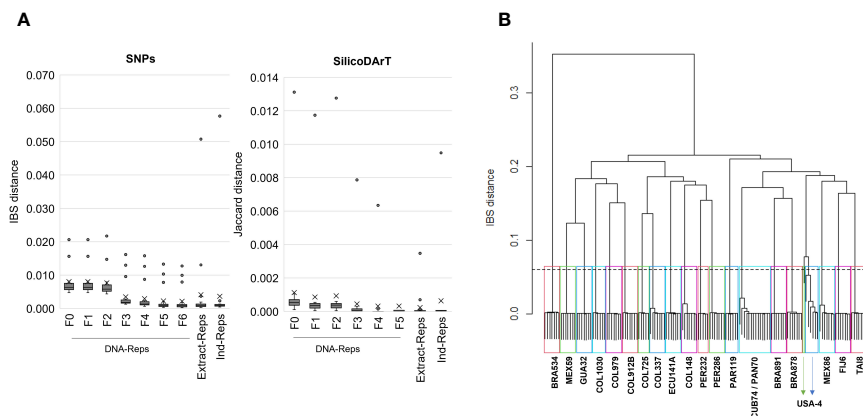 A
B
SNPs
SilicoDArT
IBS distance
0.070
0.060
0.050
0.040
0.030
0.020
0.010
0.000
F0
F1
F2
F3
F4
F5
F6
Extract-Reps
Ind-Reps
DNA-Reps
Jaccard distance
0.014
0.012
0.010
0.008
0.006
0.004
0.002
0.000
F0
F1
F2
F3
F4
F5
Extract-Reps
Ind-Reps
DNA-Reps
IBS distance
0.3
0.2
0.1
0.0
BRA534
MEX59
GUA32
COL1030
COL979
COL912B
COL725
COL337
ECU141A
COL148
PER232
PER286
PAR119
CUB74 / PAN70
BRA891
BRA878
USA-4
MEX86
FIJ6
TAI8